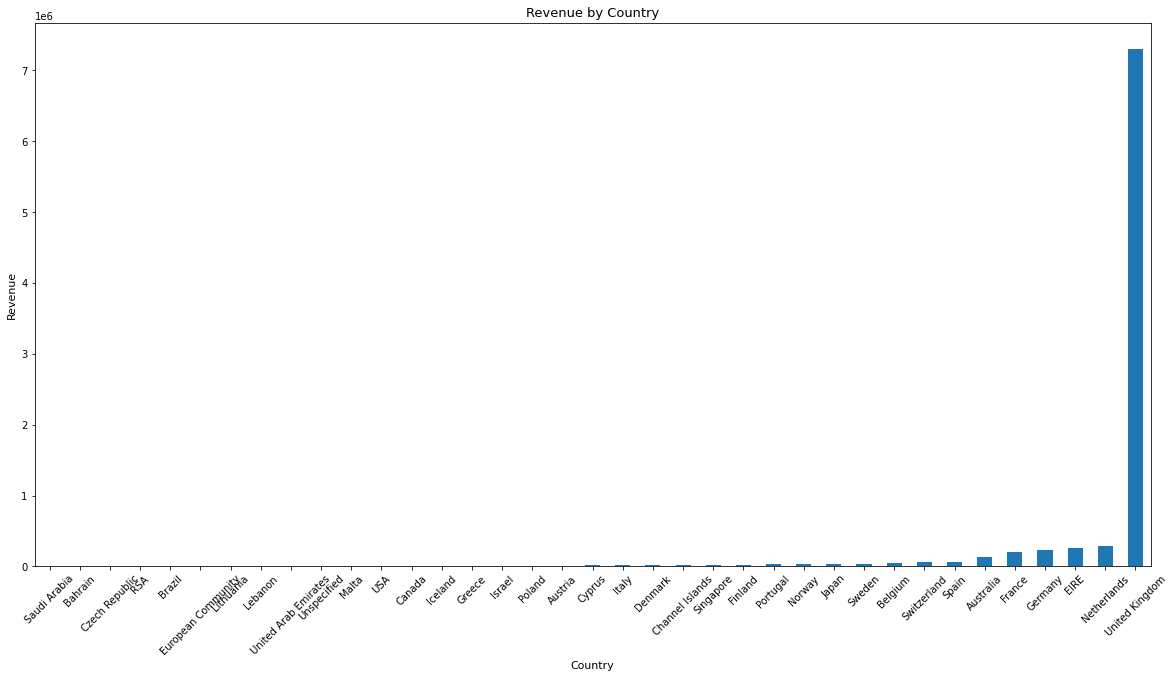 Revenue by Country
1e6
7
6
5
4
3
2
1
0
Revenue
Saudi Arabia
Bahrain
Czech Republic
RSA
Brazil
European Community
Lithuania
Lebanon
United Arab Emirates
Unspecified
Malta
USA
Canada
Iceland
Greece
Israel
Poland
Austria
Cyprus
Italy
Denmark
Channel Islands
Singapore
Finland
Portugal
Norway
Japan
Sweden
Belgium
Switzerland
Spain
Australia
France
Germany
EIRE
Netherlands
United Kingdom
Country